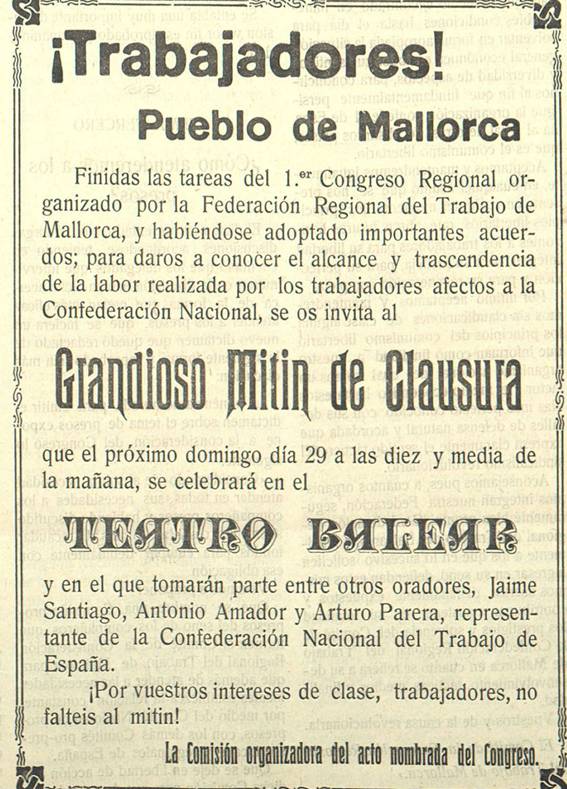 ¡Trabajadores!
Pueblo de Mallorca
Finidas las tareas del 1.er Congreso Regional or-
ganizado por la Federación Regional del Trabajo de
Mallorca, y habiéndose adoptado importantes acuer-
dos; para daros a conocer el alcance y trascendencia
de la labor realizada por los trabajadores afectos a la
Confederación Nacional, se os invita al
Grandioso Mitin de Clausura
que el próximo domingo día 29 a las diez y media de
la mañana, se celebrará en el
TEATRO BALEAR
y en el que tomarán parte entre otros oradores, Jaime
Santiago, Antonio Amador y Arturo Parera, represen-
tante de la Confederación Nacional del Trabajo de
España.
¡Por vuestros intereses de clase, trabajadores, no
falteis al mitin!
La Comisión organizadora del acto nombrada del Congreso.